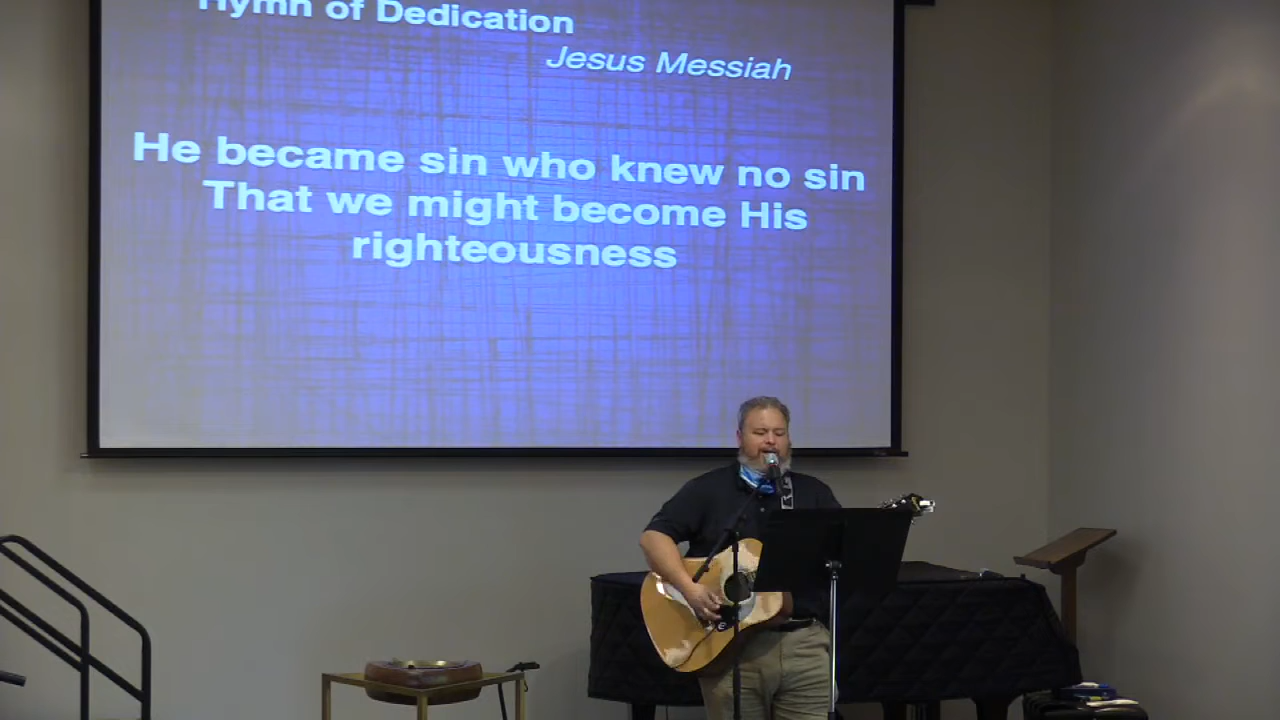 Hymn of Dedication
Jesus Messiah
He became sin who knew no sin
That we might become His
righteousness